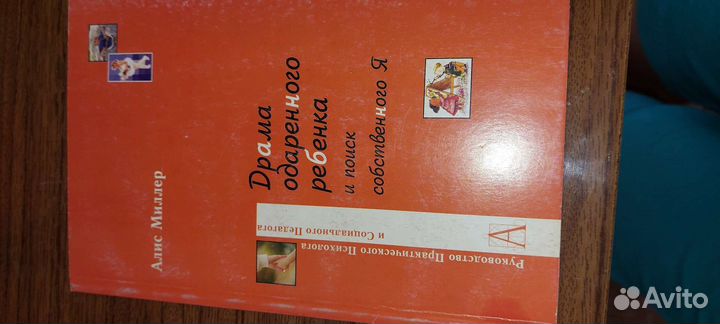 Алис Миллер
Драма
одаренного
ребенка
и поиск
собственного Я
Руководство Практического Психолога
и Социального Педагога
Avito